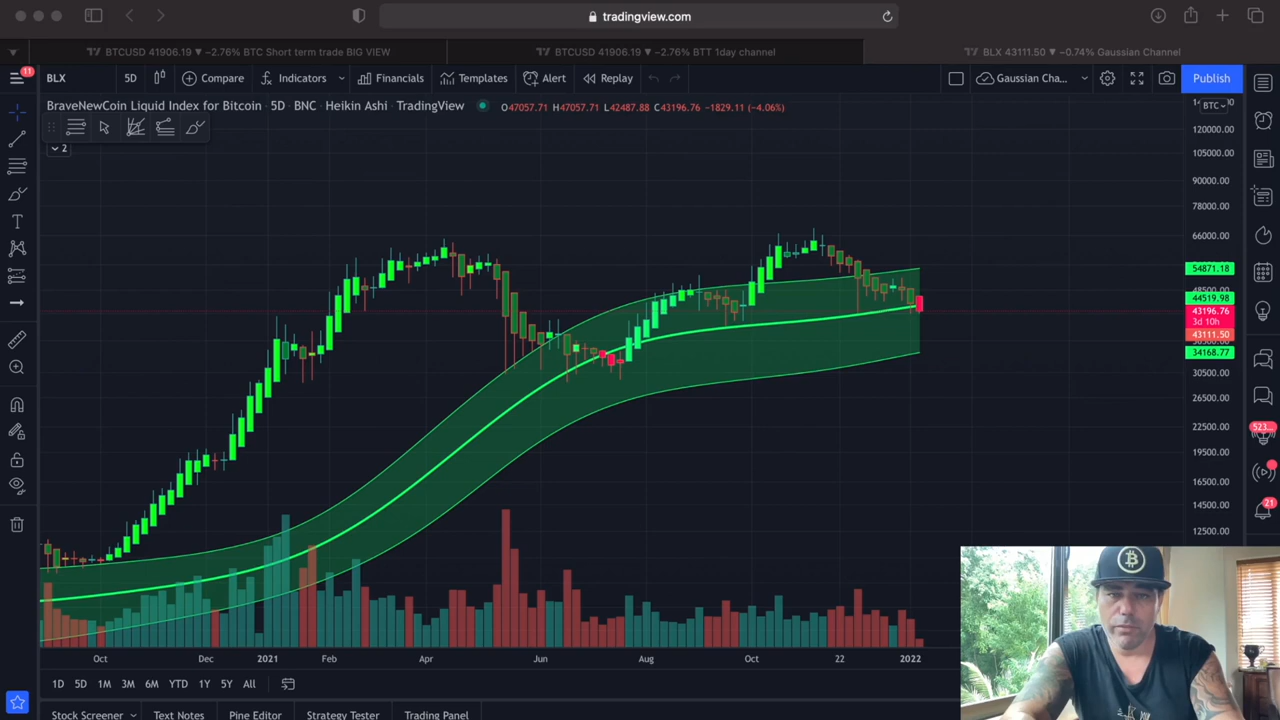 tradingview.com
BTCUSD 41906.19 ▼ −2.76% BTC Short term trade BIG VIEW
BTCUSD 41906.19 ▼ −2.76% BTT 1day channel
BLX 43111.50 ▼ −0.74% Gaussian Channel
11
BLX
5D
Compare
Indicators
Financials
Templates
Alert
Replay
Gaussian Cha...
Publish
BraveNewCoin Liquid Index for Bitcoin · 5D · BNC · Heikin Ashi · TradingView
O47057.71 H47057.71 L42487.88 C43196.76 −1829.11 (−4.06%)
2
BTC
120000.00
105000.00
90000.00
78000.00
66000.00
54871.18
44519.98
43196.76
3d 10h
43111.50
34168.77
30500.00
26500.00
22500.00
19500.00
16500.00
14500.00
12500.00
523...
21
Oct
Dec
2021
Feb
Apr
Jun
Aug
Oct
22
2022
1D
5D
1M
3M
6M
YTD
1Y
5Y
All
Stock Screener
Text Notes
Pine Editor
Strategy Tester
Trading Panel